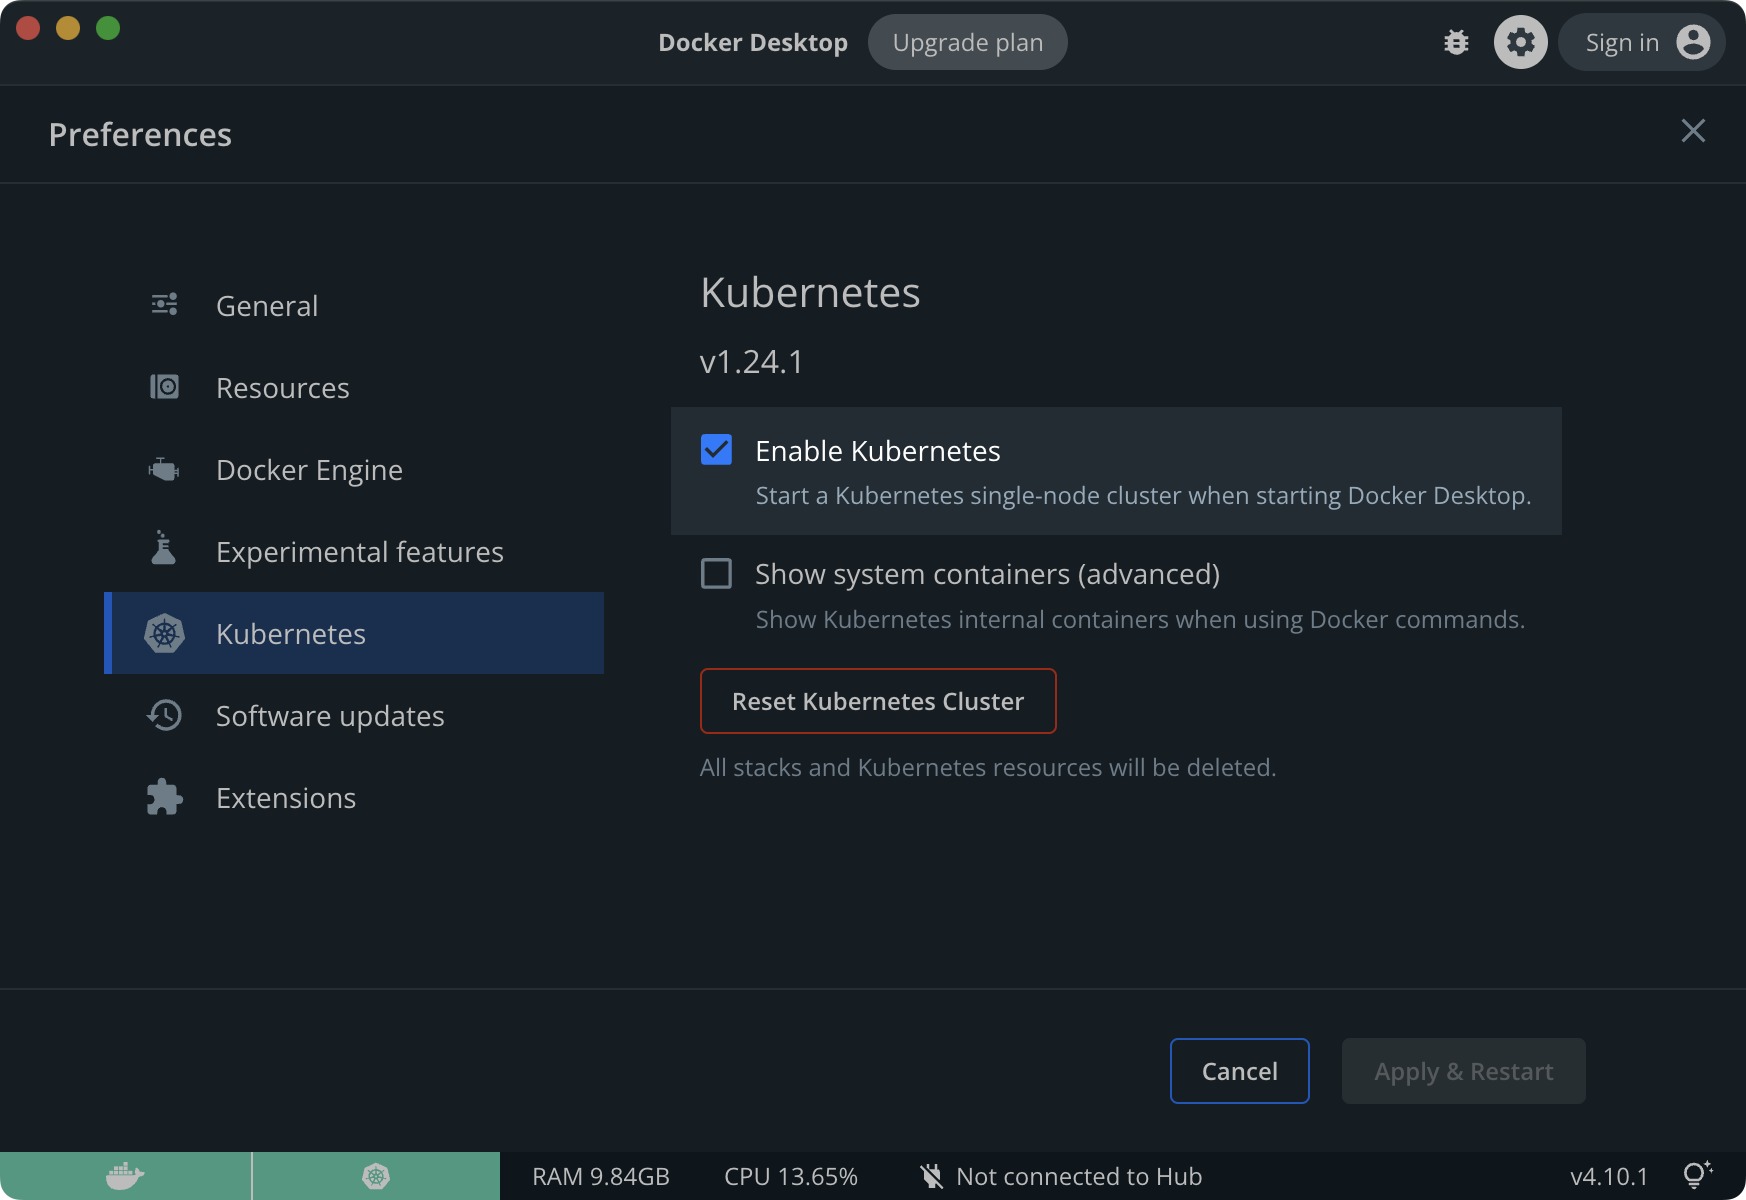 Docker Desktop
Upgrade plan
Sign in
Preferences
General
Resources
Docker Engine
Experimental features
Kubernetes
Software updates
Extensions
Kubernetes
v1.24.1
Enable Kubernetes
Start a Kubernetes single-node cluster when starting Docker Desktop.
Show system containers (advanced)
Show Kubernetes internal containers when using Docker commands.
Reset Kubernetes Cluster
All stacks and Kubernetes resources will be deleted.
Cancel
Apply & Restart
RAM 9.84GB
CPU 13.65%
Not connected to Hub
v4.10.1